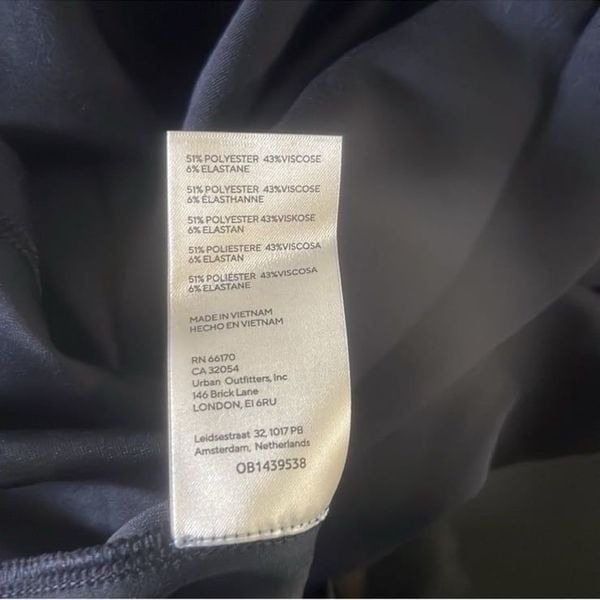 51% POLYESTER 43%VISCOSE
6% ELASTANE
51% POLYESTER 43%VISCOSE
6% ÉLASTHANNE
51% POLYESTER 43%VISKOSE
6% ELASTAN
51% POLIESTERE 43%VISCOSA
6% ELASTAN
51% POLIÉSTER 43%VISCOSA
6% ELASTANE
MADE IN VIETNAM
HECHO EN VIETNAM
RN 66170
CA 32054
Urban Outfitters, Inc
146 Brick Lane
LONDON, E1 6RU
Leidsestraat 32, 1017 PB
Amsterdam, Netherlands
OB1439538